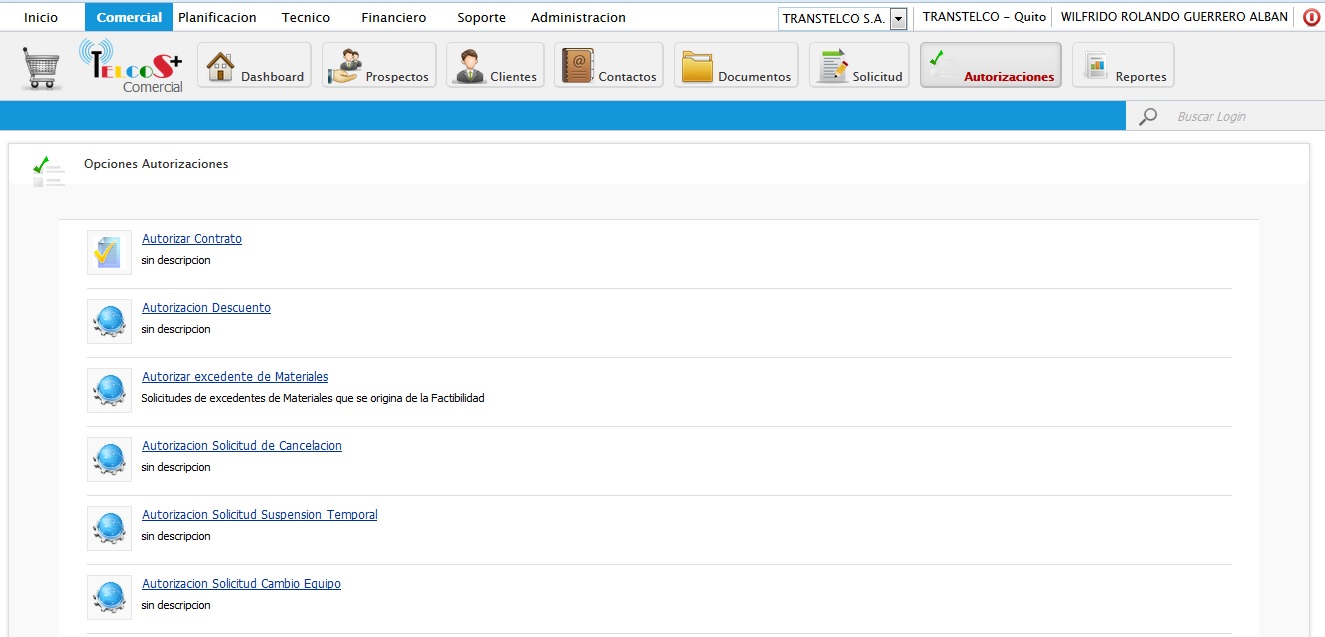 Inicio Comercial Planificacion Tecnico Financiero Soporte Administracion TRANSTELCO S.A. TRANSTELCO - Quito WILFRIDO ROLANDO GUERRERO ALBAN
TELCOS+ Comercial Dashboard Prospectos Clientes Contactos Documentos Solicitud Autorizaciones Reportes
Buscar Login
Opciones Autorizaciones
Autorizar Contrato
sin descripcion
Autorizacion Descuento
sin descripcion
Autorizar excedente de Materiales
Solicitudes de excedentes de Materiales que se origina de la Factibilidad
Autorizacion Solicitud de Cancelacion
sin descripcion
Autorizacion Solicitud Suspension Temporal
sin descripcion
Autorizacion Solicitud Cambio Equipo
sin descripcion